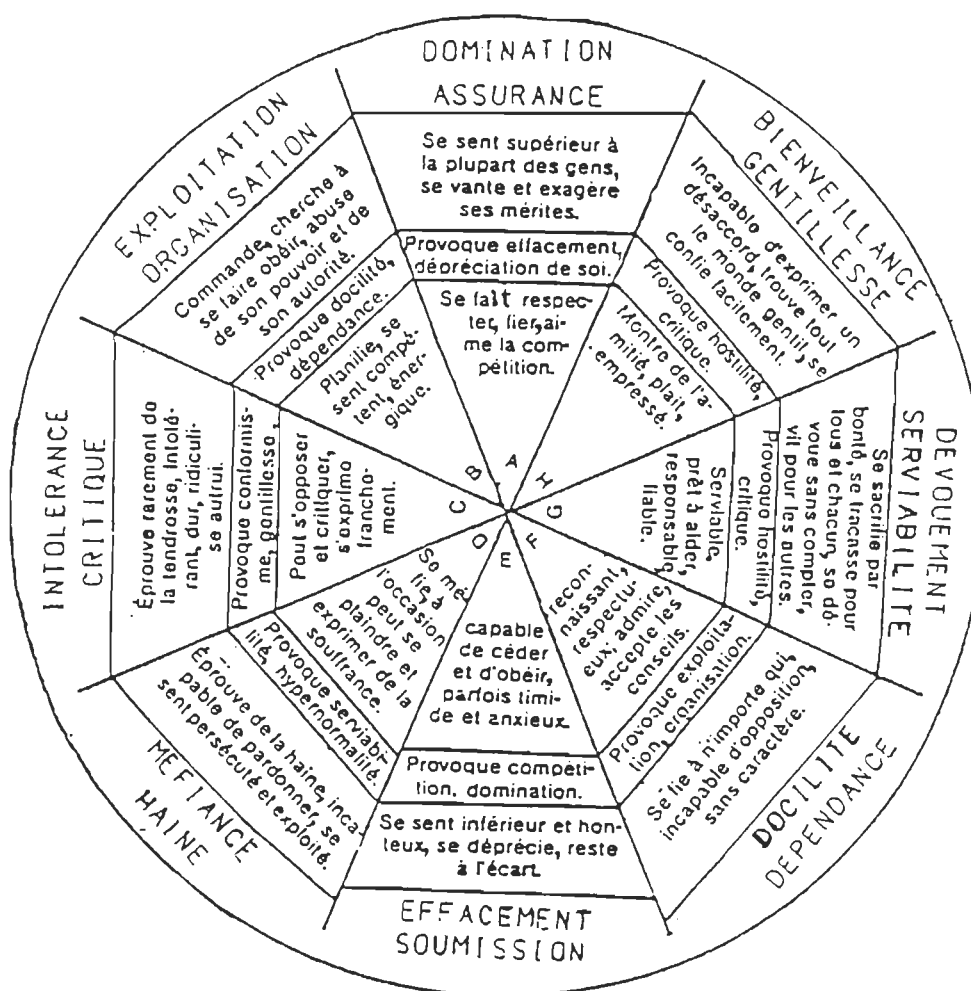 DOMINATION
ASSURANCE
Se sent supérieur à
la plupart des gens,
se vante et exagère
ses mérites.
Provoque effacement,
dépréciation de soi.
Se fait respec-
ter, fier, ai-
me la com-
pétition.
A
BIENVEILLANCE
GENTILLESSE
Incapable d'exprimer un
désaccord, trouve tout
le monde gentil, se
confie facilement.
Provoque hostilité,
critique.
Montre de l'a-
mitié, plait,
empressé.
H
DEVOUEMENT
SERVIABILITE
Se sacrifie par
bonté, se tracasse pour
tous et chacun, se dé-
voue sans compter,
vit pour les autres.
Provoque hostilité,
critique.
Serviable,
prêt à aider,
responsable,
fiable.
G
DOCILITE
DEPENDANCE
Se fie à n'importe qui,
incapable d'opposition,
sans caractère.
Provoque exploita-
tion, organisation.
recon-
naissant,
respectu-
eux, admire,
accepte les
conseils.
F
EFFACEMENT
SOUMISSION
Se sent inférieur et hon-
teux, se déprécie, reste
à l'écart.
Provoque compéti-
tion, domination.
capable
de céder
et d'obéir,
parfois timi-
de et anxieux.
E
MEFIANCE
HAINE
Éprouve de la haine, inca-
pable de pardonner, se
sent persécuté et exploité.
Provoque serviabi-
lité, hypernormalité.
Se mé-
fie, à
l'occasion
peut se
plaindre et
exprimer de la
souffrance.
D
INTOLERANCE
CRITIQUE
Éprouve rarement de
la tendresse, intolé-
rant, dur, ridiculi-
se autrui.
Provoque conformis-
me, gentillesse,
Peut s'opposer
et critiquer,
s'exprime
franche-
ment.
C
EXPLOITATION
ORGANISATION
Commande, cherche à
se faire obéir, abuse
de son pouvoir et de
son autorité.
Provoque docilité,
dépendance.
Planifie, se
sent compé-
tent, éner-
gique.
B